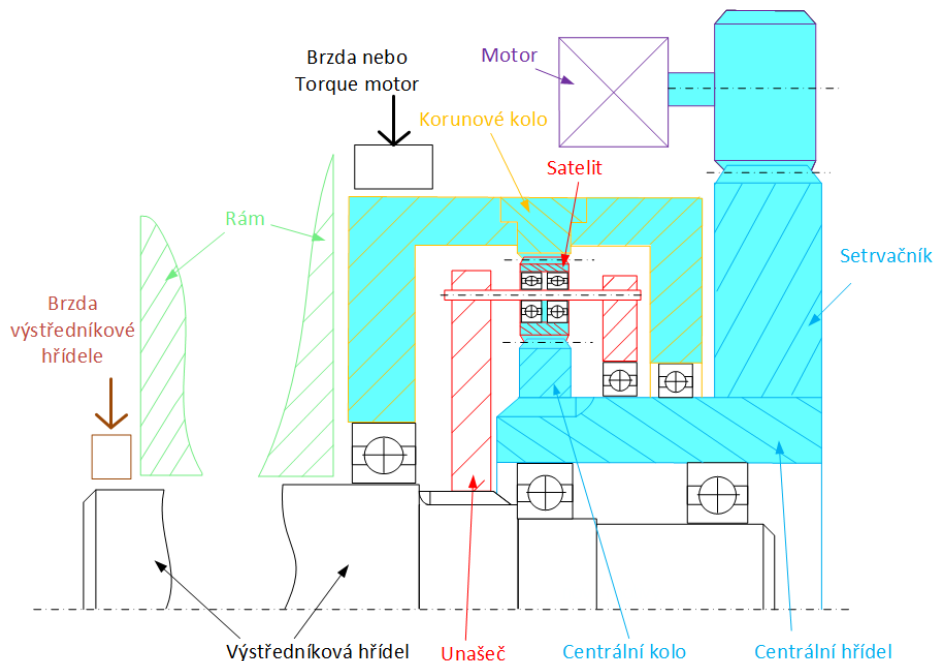 Brzda nebo
Torque motor
Motor
Korunové kolo
Satelit
Rám
Setrvačník
Brzda
výstředníkové
hřídele
Výstředníková hřídel
Unašeč
Centrální kolo
Centrální hřídel